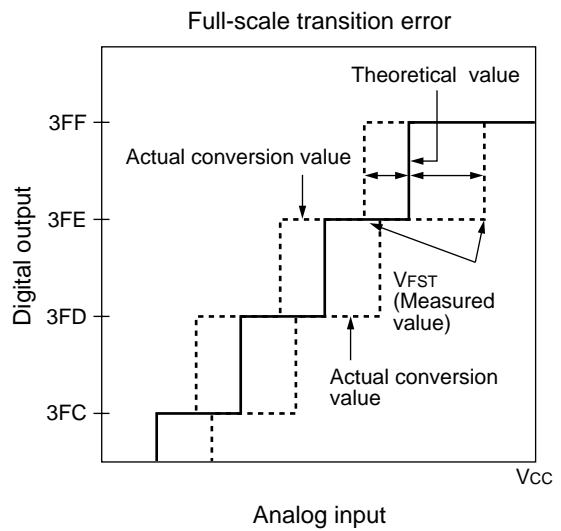 Full-scale transition error
Theoretical value
3FF
Actual conversion value
3FE
Digital output
VFST
(Measured
value)
3FD
Actual conversion
value
3FC
VCC
Analog input